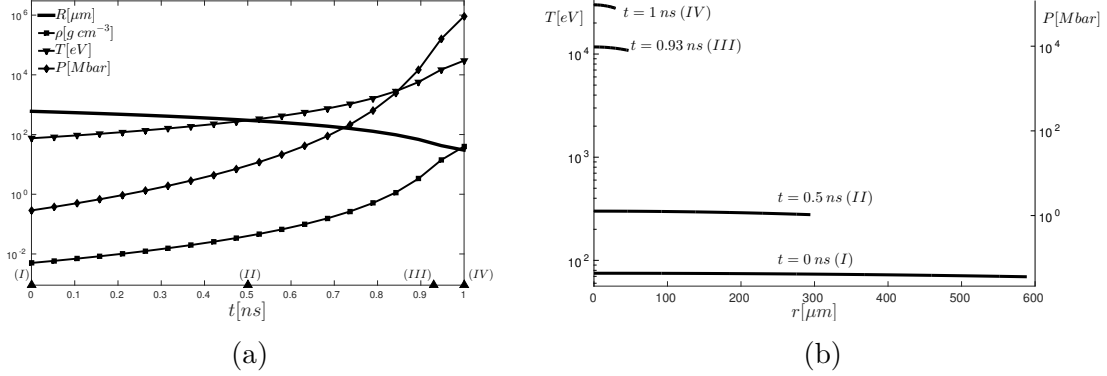 R[μm]
ρ[g cm⁻³]
T[eV]
P[Mbar]
10⁶
10⁴
10²
10⁰
10⁻²
(I)
(II)
(III)
(IV)
0 0.1 0.2 0.3 0.4 0.5 0.6 0.7 0.8 0.9 1
t[ns]
(a)
T[eV]
P[Mbar]
t = 1 ns (IV)
t = 0.93 ns (III)
t = 0.5 ns (II)
t = 0 ns (I)
10⁴
10³
10²
10⁴
10²
10⁰
0 100 200 300 400 500 600
r[μm]
(b)